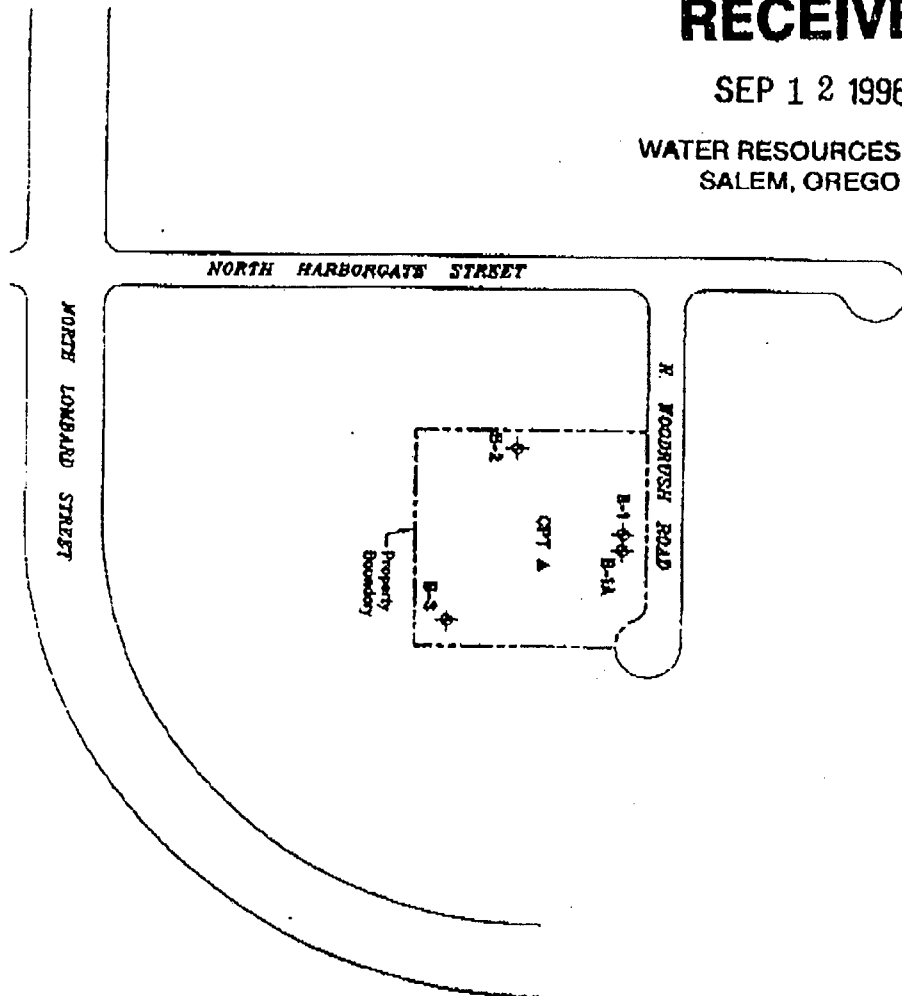 RECEIVE
SEP 1 2 1996
WATER RESOURCES
SALEM, OREGO
NORTH HARBORGATE STREET
NORTH LOMBARD STREET
N. WOODRUSH ROAD
B-2
B-1
B-1A
CPT
B-3
Property
Boundary